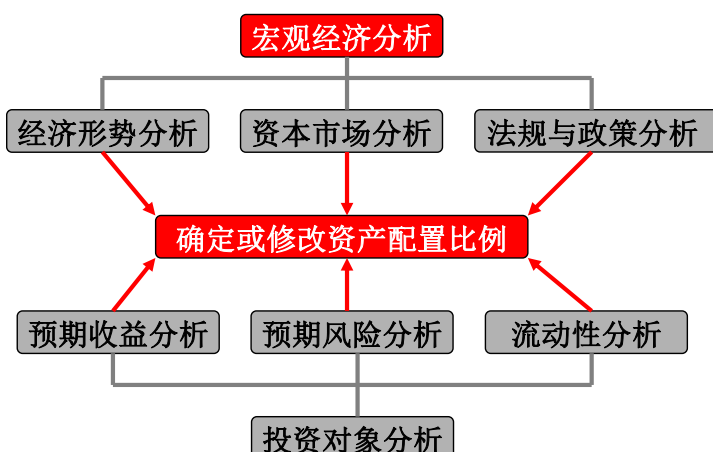 宏观经济分析
经济形势分析
资本市场分析
法规与政策分析
确定或修改资产配置比例
预期收益分析
预期风险分析
流动性分析
投资对象分析